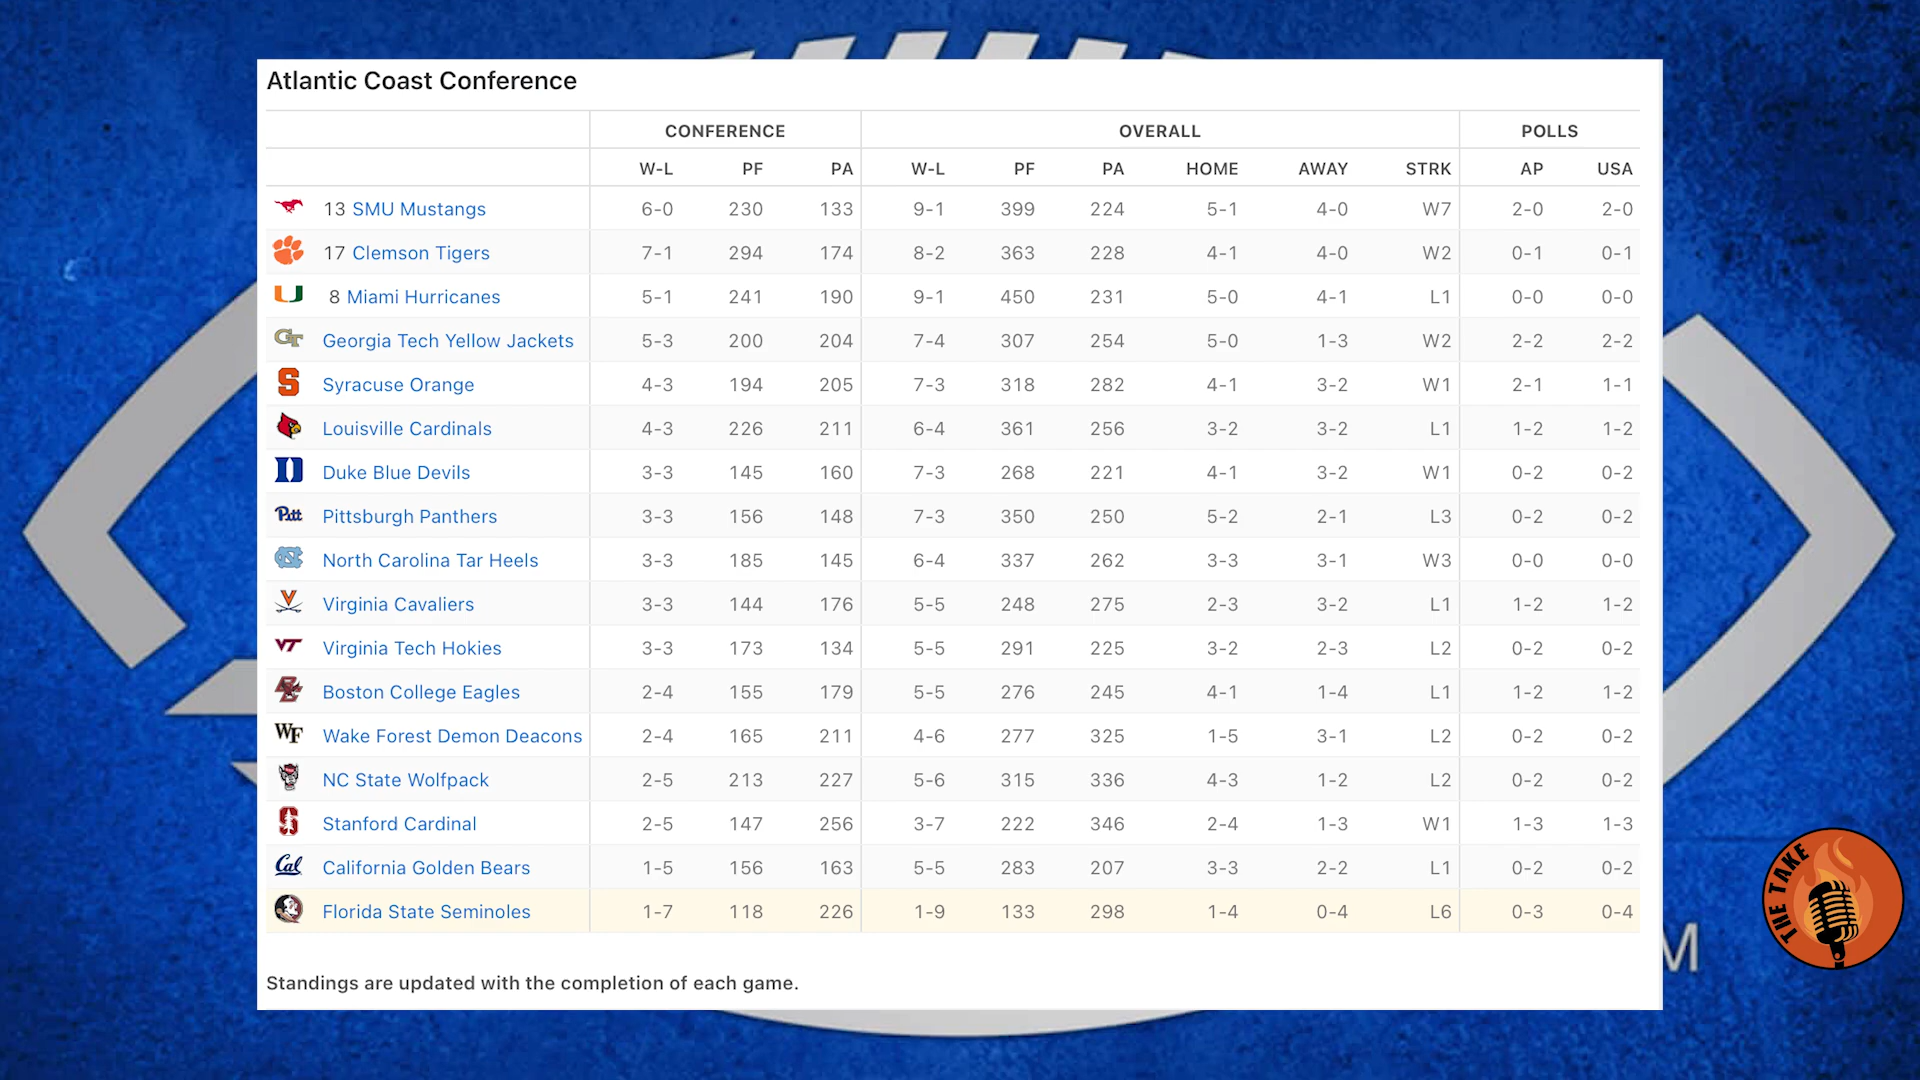 Atlantic Coast Conference
CONFERENCE OVERALL POLLS
W-L PF PA W-L PF PA HOME AWAY STRK AP USA
13 SMU Mustangs 6-0 230 133 9-1 399 224 5-1 4-0 W7 2-0 2-0
17 Clemson Tigers 7-1 294 174 8-2 363 228 4-1 4-0 W2 0-1 0-1
U 8 Miami Hurricanes 5-1 241 190 9-1 450 231 5-0 4-1 L1 0-0 0-0
GT Georgia Tech Yellow Jackets 5-3 200 204 7-4 307 254 5-0 1-3 W2 2-2 2-2
S Syracuse Orange 4-3 194 205 7-3 318 282 4-1 3-2 W1 2-1 1-1
Louisville Cardinals 4-3 226 211 6-4 361 256 3-2 3-2 L1 1-2 1-2
D Duke Blue Devils 3-3 145 160 7-3 268 221 4-1 3-2 W1 0-2 0-2
Pitt Pittsburgh Panthers 3-3 156 148 7-3 350 250 5-2 2-1 L3 0-2 0-2
NC North Carolina Tar Heels 3-3 185 145 6-4 337 262 3-3 3-1 W3 0-0 0-0
V Virginia Cavaliers 3-3 144 176 5-5 248 275 2-3 3-2 L1 1-2 1-2
VT Virginia Tech Hokies 3-3 173 134 5-5 291 225 3-2 2-3 L2 0-2 0-2
BC Boston College Eagles 2-4 155 179 5-5 276 245 4-1 1-4 L1 1-2 1-2
WF Wake Forest Demon Deacons 2-4 165 211 4-6 277 325 1-5 3-1 L2 0-2 0-2
NC State Wolfpack 2-5 213 227 5-6 315 336 4-3 1-2 L2 0-2 0-2
S Stanford Cardinal 2-5 147 256 3-7 222 346 2-4 1-3 W1 1-3 1-3
Cal California Golden Bears 1-5 156 163 5-5 283 207 3-3 2-2 L1 0-2 0-2
Florida State Seminoles 1-7 118 226 1-9 133 298 1-4 0-4 L6 0-3 0-4
Standings are updated with the completion of each game.
THE TAKE
M